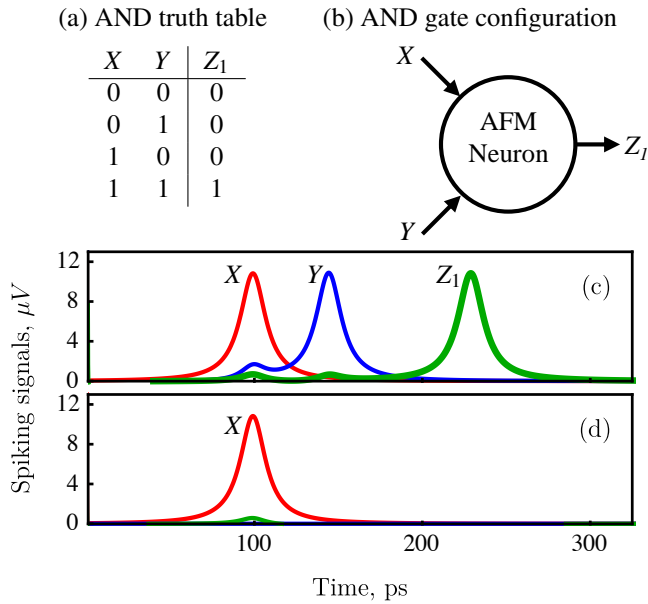 (a) AND truth table
X Y Z₁
0 0 0
0 1 0
1 0 0
1 1 1
(b) AND gate configuration
X
AFM
Neuron
Z₁
Y
Spiking signals, μV
12
8
4
0
X
Y
Z₁
(c)
12
8
4
0
X
(d)
100 200 300
Time, ps